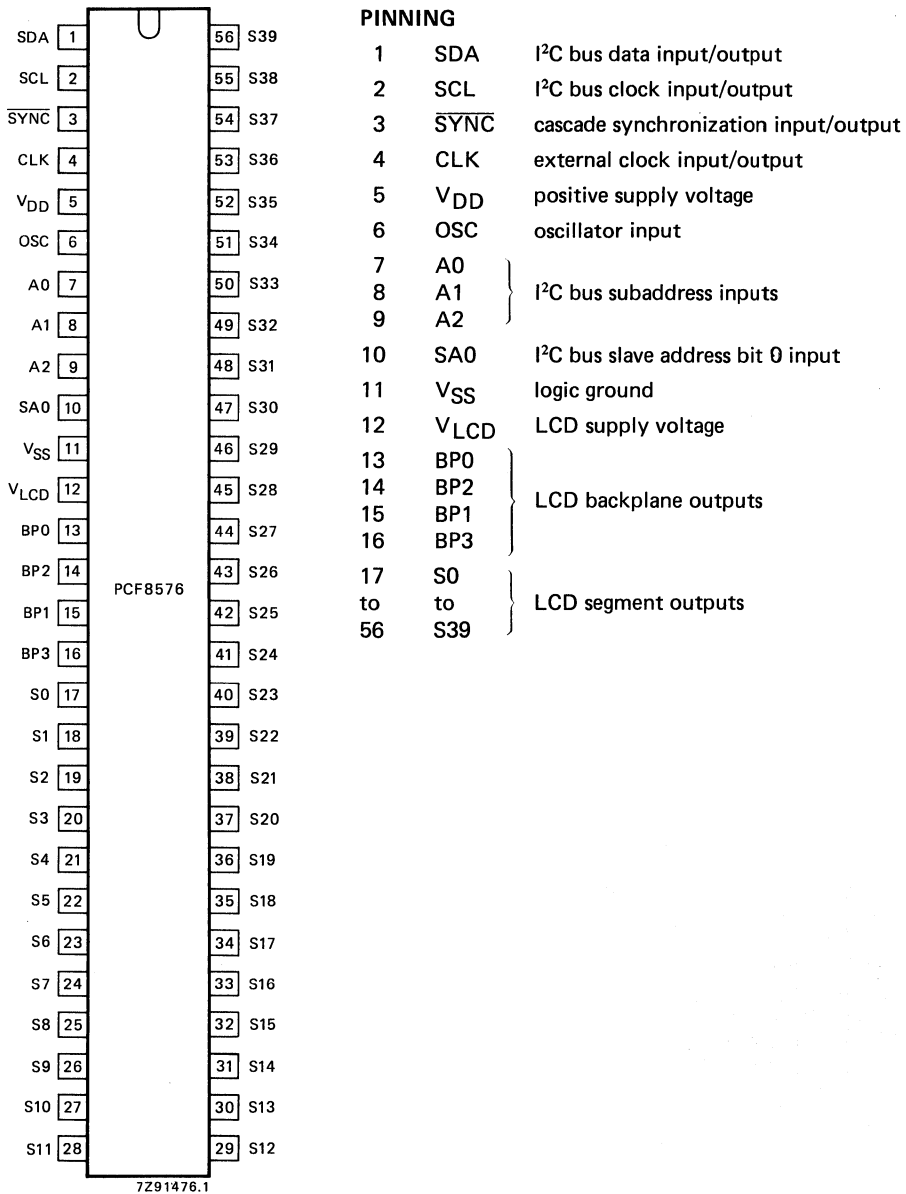 SDA 1
SCL 2
SYNC 3
CLK 4
VDD 5
OSC 6
A0 7
A1 8
A2 9
SA0 10
VSS 11
VLCD 12
BP0 13
BP2 14
BP1 15
BP3 16
S0 17
S1 18
S2 19
S3 20
S4 21
S5 22
S6 23
S7 24
S8 25
S9 26
S10 27
S11 28
PCF8576
56 S39
55 S38
54 S37
53 S36
52 S35
51 S34
50 S33
49 S32
48 S31
47 S30
46 S29
45 S28
44 S27
43 S26
42 S25
41 S24
40 S23
39 S22
38 S21
37 S20
36 S19
35 S18
34 S17
33 S16
32 S15
31 S14
30 S13
29 S12
7Z91476.1
PINNING
1 SDA I²C bus data input/output
2 SCL I²C bus clock input/output
3 SYNC cascade synchronization input/output
4 CLK external clock input/output
5 VDD positive supply voltage
6 OSC oscillator input
7 A0
8 A1 I²C bus subaddress inputs
9 A2
10 SA0 I²C bus slave address bit 0 input
11 VSS logic ground
12 VLCD LCD supply voltage
13 BP0
14 BP2 LCD backplane outputs
15 BP1
16 BP3
17 S0
to to LCD segment outputs
56 S39